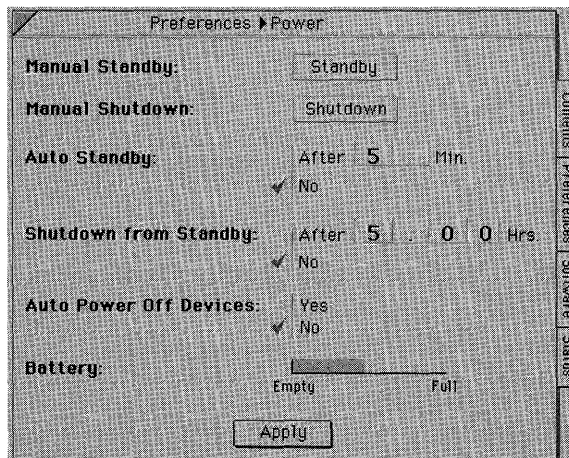 Preferences ▶Power
Manual Standby: Standby
Manual Shutdown: Shutdown
Auto Standby: After 5 Min.
✓ No
Shutdown from Standby: After 5 . 0 0 Hrs.
✓ No
Auto Power Off Devices: Yes
✓ No
Battery:
Empty Full
Apply
Contents
Preferences
Software
Status